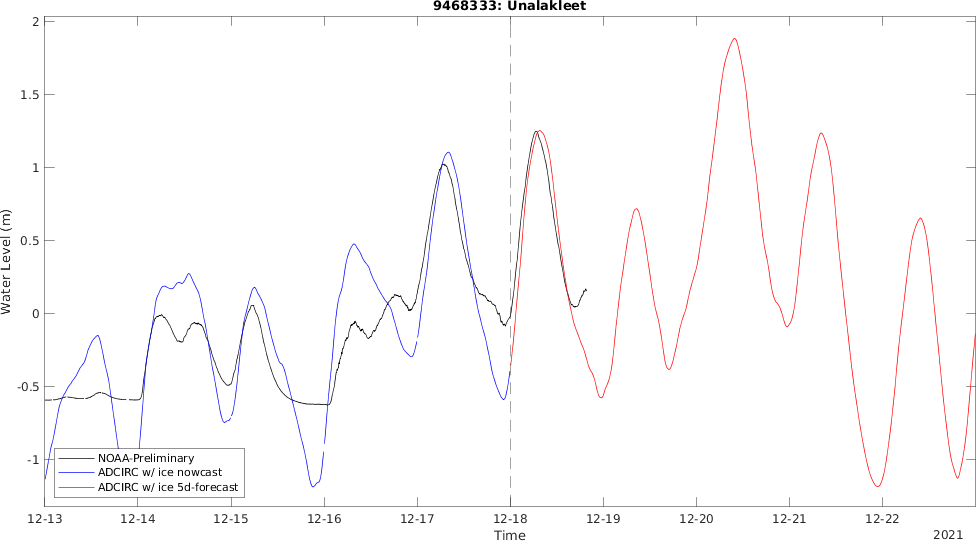 9468333: Unalakleet
2
1.5
1
0.5
0
-0.5
-1
Water Level (m)
NOAA-Preliminary
ADCIRC w/ ice nowcast
ADCIRC w/ ice 5d-forecast
12-13 12-14 12-15 12-16 12-17 12-18 12-19 12-20 12-21 12-22
Time
2021